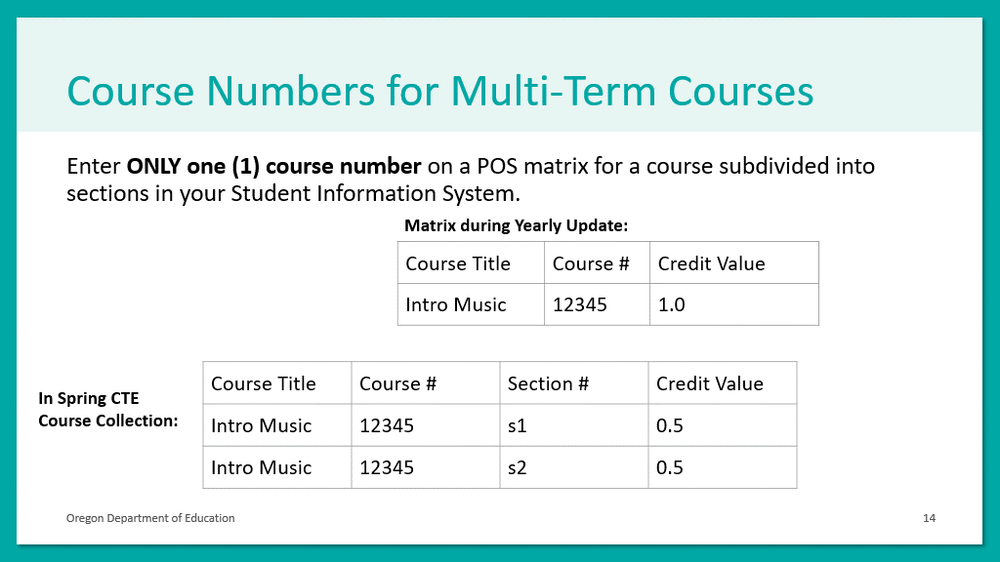 Course Numbers for Multi-Term Courses
Enter ONLY one (1) course number on a POS matrix for a course subdivided into
sections in your Student Information System.
Matrix during Yearly Update:
Course Title Course # Credit Value
Intro Music 12345 1.0
In Spring CTE
Course Collection:
Course Title Course # Section # Credit Value
Intro Music 12345 s1 0.5
Intro Music 12345 s2 0.5
Oregon Department of Education 14